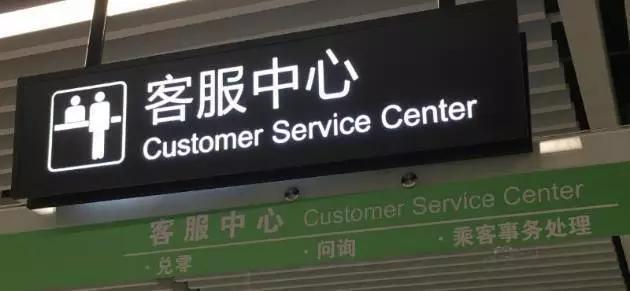 客服中心
Customer Service Center
客服中心 Customer Service Center
·兑零 ·问询 ·乘客事务处理